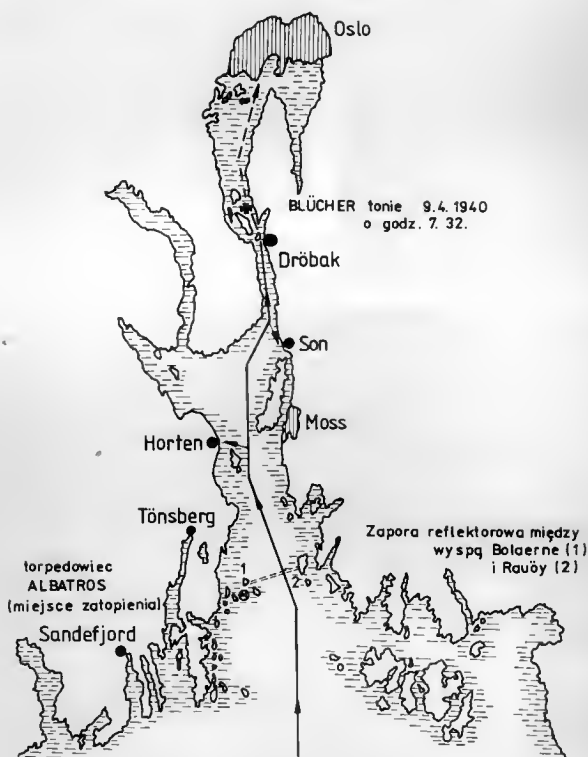 Oslo
BLÜCHER tonie 9.4.1940
o godz. 7.32.
Dröbak
Son
Moss
Horten
Tönsberg
Zapora reflektorowa między
wyspą Bolaerne (1)
i Rauöy (2)
torpedowiec
ALBATROS
(miejsce zatopienia)
1
2
Sandefjord